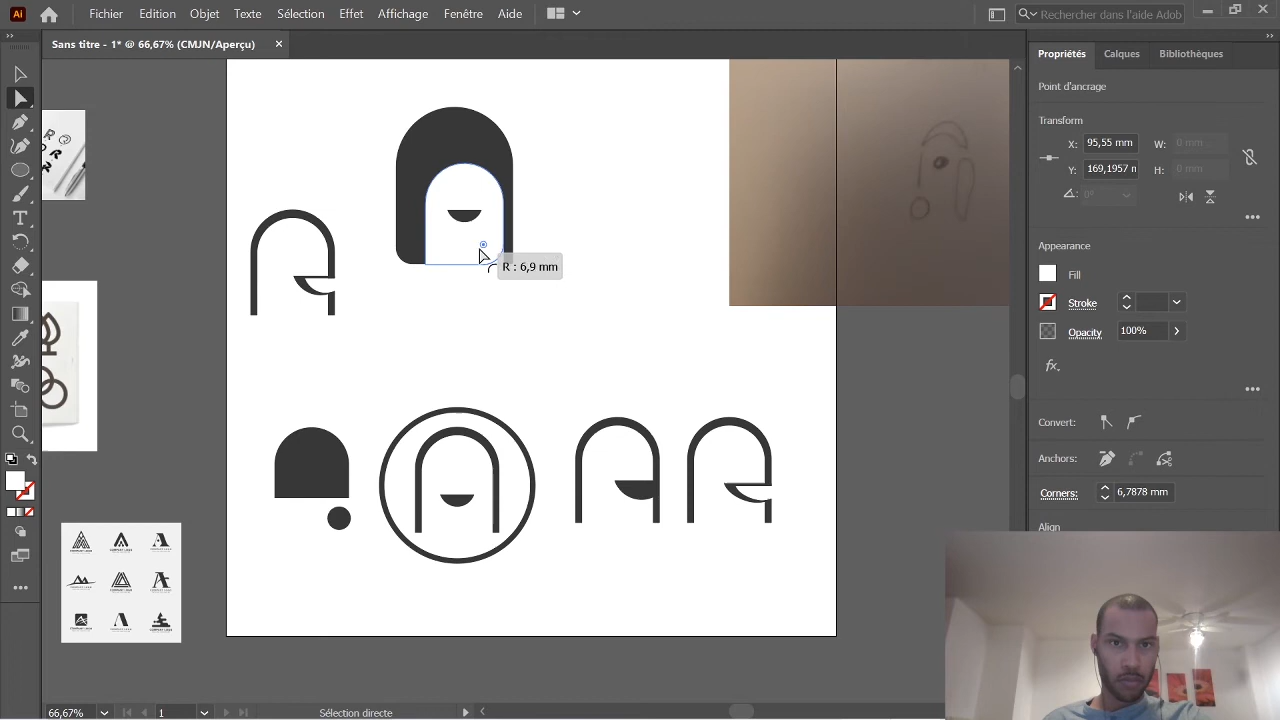 Ai
Fichier Edition Objet Texte Sélection Effet Affichage Fenêtre Aide
Rechercher dans l'aide Adob
Sans titre - 1* @ 66,67% (CMJN/Aperçu) ×
Propriétés Calques Bibliothèques
Point d'ancrage
Transform
X: 95,55 mm W: 0 mm
Y: 169,1957 n H: 0 mm
0°
R : 6,9 mm
Appearance
Fill
Stroke
Opacity 100%
fx.
Convert:
Anchors:
Corners: 6,7878 mm
Align
66,67% 1 Sélection directe